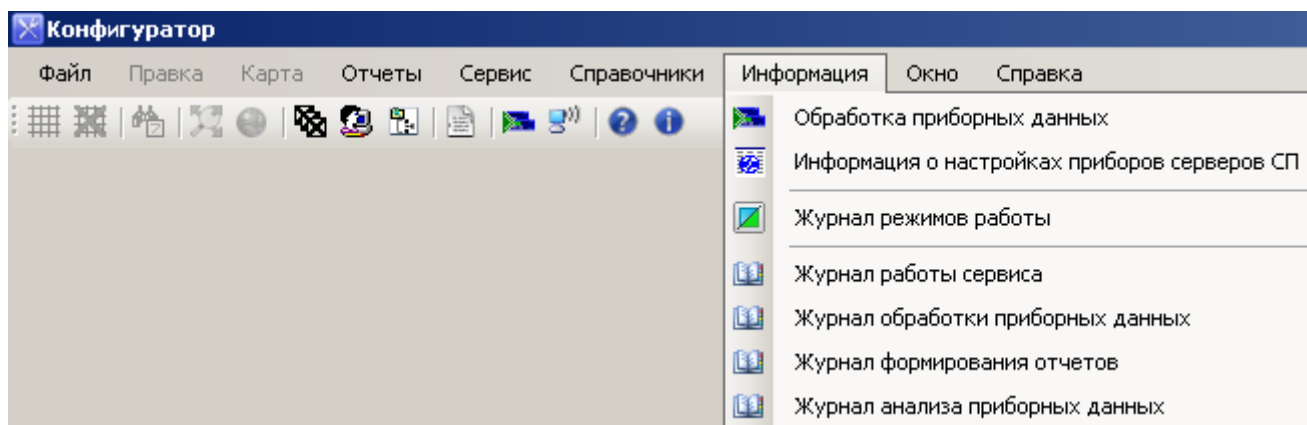 Конфигуратор
Файл Правка Карта Отчеты Сервис Справочники Информация Окно Справка
Обработка приборных данных
Информация о настройках приборов серверов СП
Журнал режимов работы
Журнал работы сервиса
Журнал обработки приборных данных
Журнал формирования отчетов
Журнал анализа приборных данных